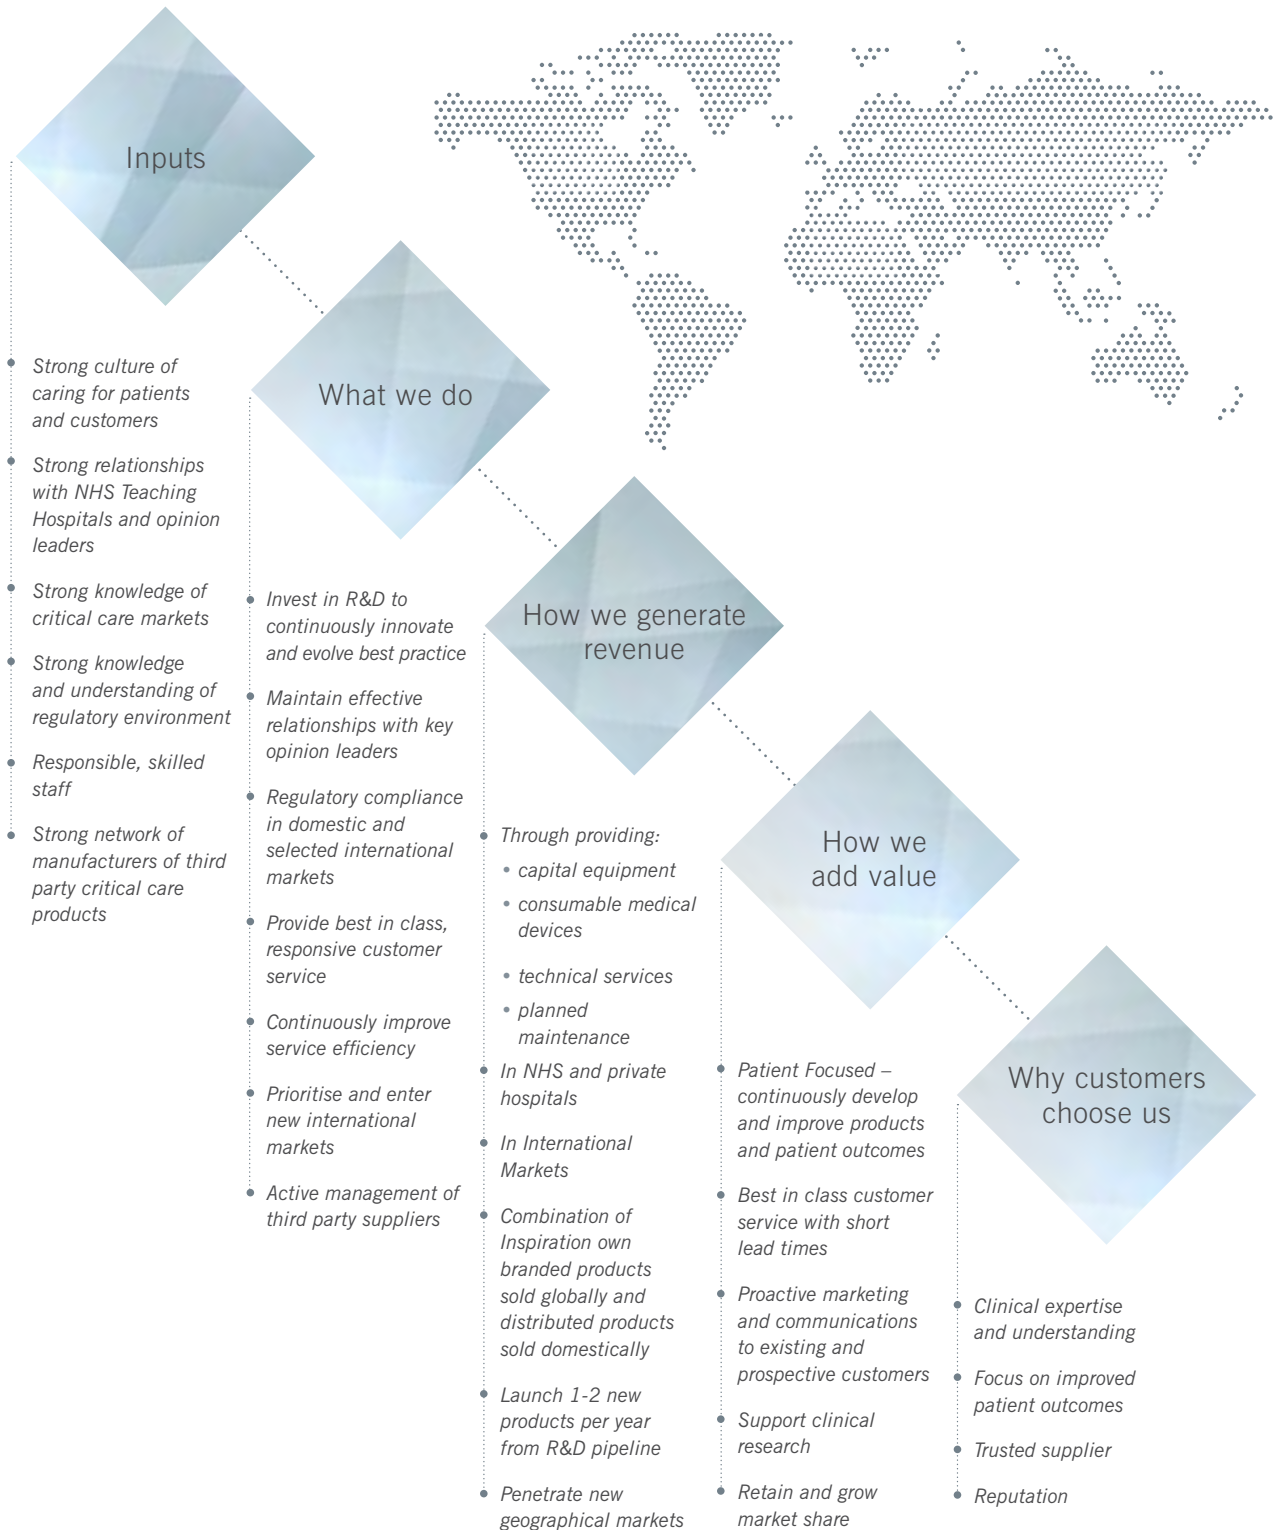 Inputs
Strong culture of
caring for patients
and customers
Strong relationships
with NHS Teaching
Hospitals and opinion
leaders
Strong knowledge of
critical care markets
Strong knowledge
and understanding of
regulatory environment
Responsible, skilled
staff
Strong network of
manufacturers of third
party critical care
products
What we do
Invest in R&D to
continuously innovate
and evolve best practice
Maintain effective
relationships with key
opinion leaders
Regulatory compliance
in domestic and
selected international
markets
Provide best in class,
responsive customer
service
Continuously improve
service efficiency
Prioritise and enter
new international
markets
Active management of
third party suppliers
How we generate
revenue
Through providing:
• capital equipment
• consumable medical
devices
• technical services
• planned
maintenance
In NHS and private
hospitals
In International
Markets
Combination of
Inspiration own
branded products
sold globally and
distributed products
sold domestically
Launch 1-2 new
products per year
from R&D pipeline
Penetrate new
geographical markets
How we
add value
Patient Focused –
continuously develop
and improve products
and patient outcomes
Best in class customer
service with short
lead times
Proactive marketing
and communications
to existing and
prospective customers
Support clinical
research
Retain and grow
market share
Why customers
choose us
Clinical expertise
and understanding
Focus on improved
patient outcomes
Trusted supplier
Reputation